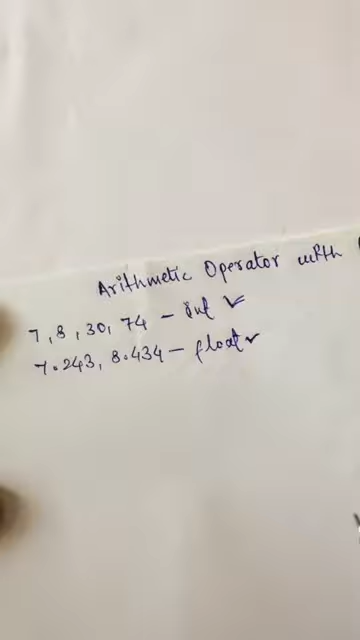 Arithmetic Operator with
7, 8, 30, 74 - int ✓
7.243, 8.434 - float ✓